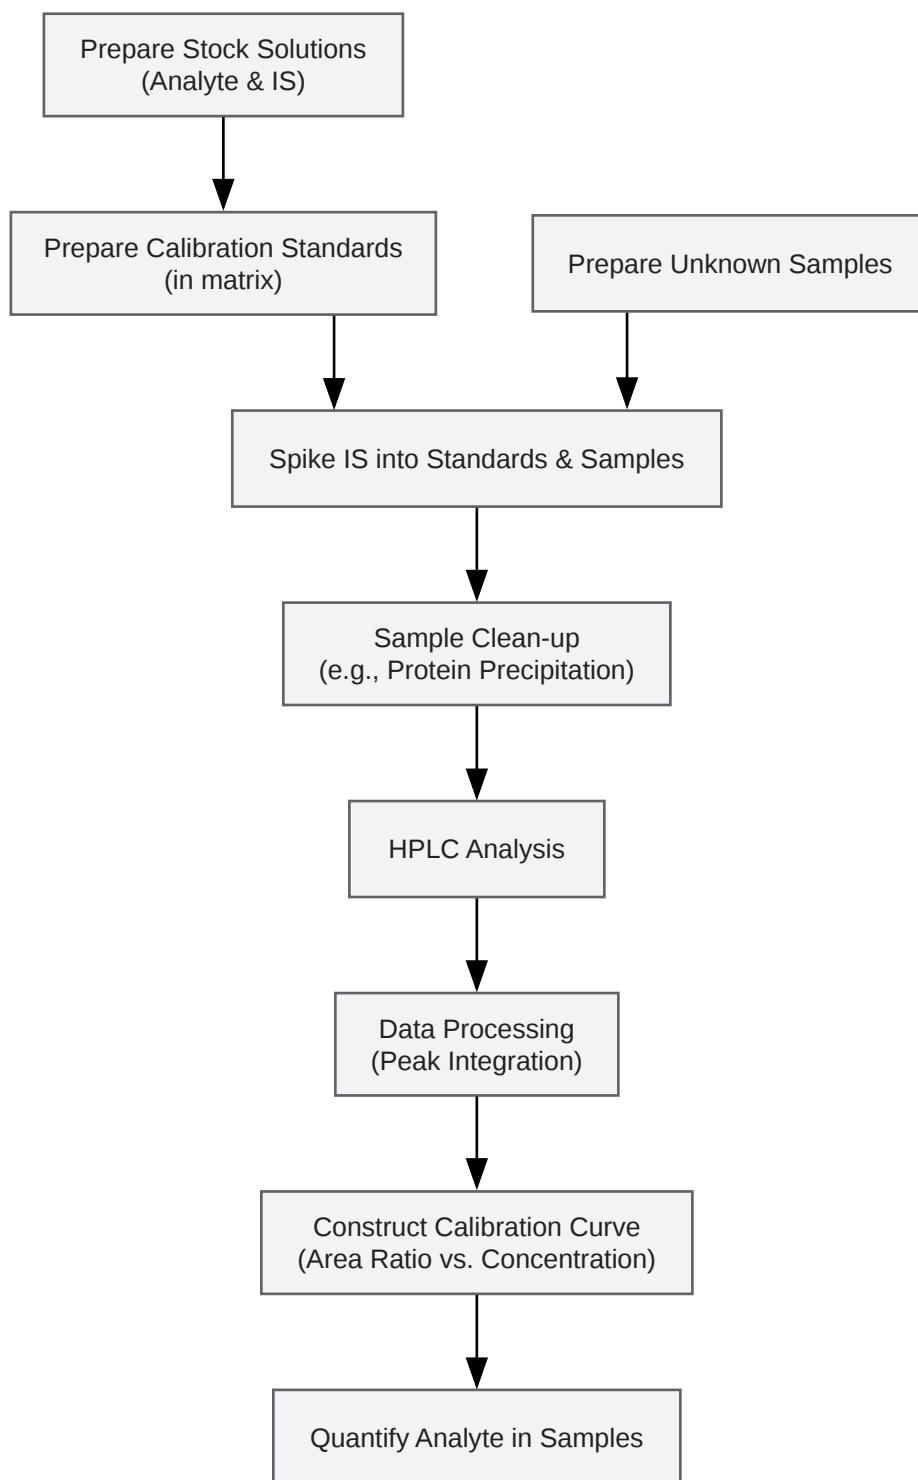 Prepare Stock Solutions
(Analyte & IS)
Prepare Calibration Standards
(in matrix)
Prepare Unknown Samples
Spike IS into Standards & Samples
Sample Clean-up
(e.g., Protein Precipitation)
HPLC Analysis
Data Processing
(Peak Integration)
Construct Calibration Curve
(Area Ratio vs. Concentration)
Quantify Analyte in Samples